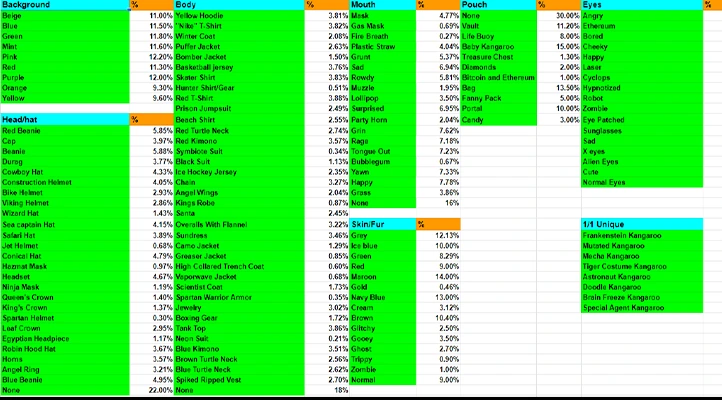 Background %
Beige 11.00%
Blue 11.50%
Green 11.80%
Mint 11.60%
Pink 12.20%
Red 11.30%
Purple 12.00%
Orange 9.30%
Yellow 9.60%
Head/hat %
Red Beanie 5.85%
Cap 3.97%
Beanie 5.88%
Durag 3.77%
Cowboy Hat 4.33%
Construction Helmet 4.05%
Bike Helmet 2.93%
Viking Helmet 2.86%
Wizard Hat 1.43%
Sea captain Hat 4.15%
Safari Hat 3.89%
Jet Helmet 0.68%
Conical Hat 4.79%
Hazmat Mask 0.97%
Headset 4.67%
Ninja Mask 1.19%
Queen's Crown 1.40%
King's Crown 1.37%
Spartan Helmet 0.30%
Leaf Crown 2.95%
Egyptian Headpiece 1.17%
Robin Hood Hat 3.67%
Horns 3.57%
Angel Ring 3.21%
Blue Beanie 4.95%
None 22.00%
Body %
Yellow Hoodie 3.81%
"Nike" T-Shirt 0.62%
Winter Coat 2.08%
Puffer Jacket 2.63%
Bomber Jacket 1.50%
Basketball jersey 3.76%
Skater Shirt 3.83%
Hunter Shirt/Gear 0.51%
Red T-Shirt 3.88%
Prison Jumpsuit 2.49%
Beach Shirt 2.55%
Red Turtle Neck 2.74%
Red Kimono 3.57%
Symbiote Suit 0.34%
Black Suit 1.13%
Ice Hockey Jersey 2.35%
Chain 3.27%
Angel Wings 2.04%
Kings Robe 0.87%
Santa 2.45%
Overalls With Flannel 3.22%
Sundress 3.46%
Camo Jacket 1.29%
Greaser Jacket 0.85%
High Collared Trench Coat 0.60%
Vaporwave Jacket 0.68%
Scientist Coat 1.73%
Spartan Warrior Armor 0.35%
Jewelry 3.02%
Boxing Gear 1.72%
Tank Top 3.86%
Neon Suit 0.21%
Blue Kimono 3.51%
Brown Turtle Neck 2.56%
Blue Turtle Neck 2.62%
Spiked Ripped Vest 2.70%
None 18%
Mouth %
Mask 4.77%
Gas Mask 0.69%
Fire Breath 0.27%
Plastic Straw 4.04%
Grunt 5.37%
Sad 6.94%
Rowdy 5.81%
Muzzle 1.95%
Lollipop 3.50%
Surprised 6.95%
Party Horn 2.04%
Grin 7.62%
Rage 7.18%
Tongue Out 7.23%
Bubblegum 0.67%
Yawn 7.33%
Happy 7.78%
Grass 3.86%
None 16%
Skin/Fur %
Grey 12.13%
Ice blue 10.00%
Green 8.29%
Red 9.00%
Maroon 14.00%
Gold 0.46%
Navy Blue 13.00%
Cream 3.12%
Brown 10.40%
Glitchy 2.50%
Gooey 3.50%
Ghost 2.70%
Trippy 0.90%
Zombie 1.00%
Normal 9.00%
Pouch %
None 30.00%
Vault 11.20%
Life Buoy 8.00%
Baby Kangaroo 15.00%
Treasure Chest 1.30%
Diamonds 2.00%
Bitcoin and Ethereum 1.00%
Bag 13.50%
Fanny Pack 5.00%
Portal 10.00%
Candy 3.00%
Eyes %
Angry
Ethereum
Bored
Cheeky
Happy
Laser
Cyclops
Hypnotized
Robot
Zombie
Eye Patched
Sunglasses
Sad
X eyes
Alien Eyes
Cute
Normal Eyes
1/1 Unique
Frankenstein Kangaroo
Mutated Kangaroo
Mecha Kangaroo
Tiger Costume Kangaroo
Astronaut Kangaroo
Doodle Kangaroo
Brain Freeze Kangaroo
Special Agent Kangaroo